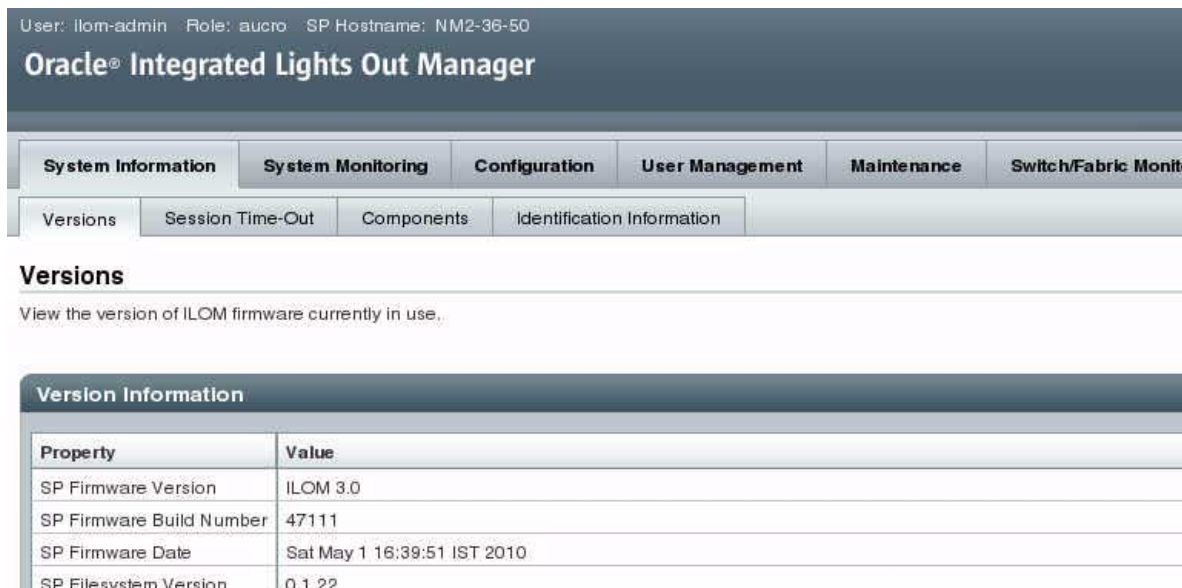 User: ilom-admin Role: aucro SP Hostname: NM2-36-50
Oracle® Integrated Lights Out Manager
System Information System Monitoring Configuration User Management Maintenance Switch/Fabric Monit
Versions Session Time-Out Components Identification Information
Versions
View the version of ILOM firmware currently in use.
Version Information
Property Value
SP Firmware Version ILOM 3.0
SP Firmware Build Number 47111
SP Firmware Date Sat May 1 16:39:51 IST 2010
SP Filesystem Version 0.1.22